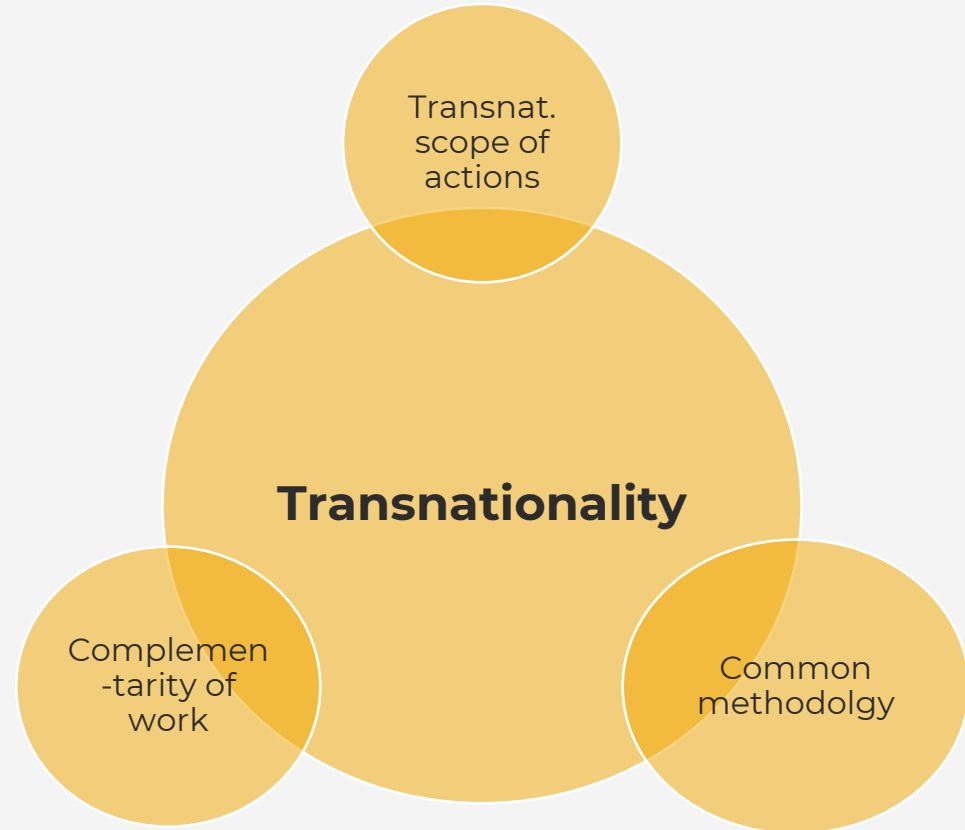 Transnat.
scope of
actions
Transnationality
Complemen
-tarity of
work
Common
methodolgy